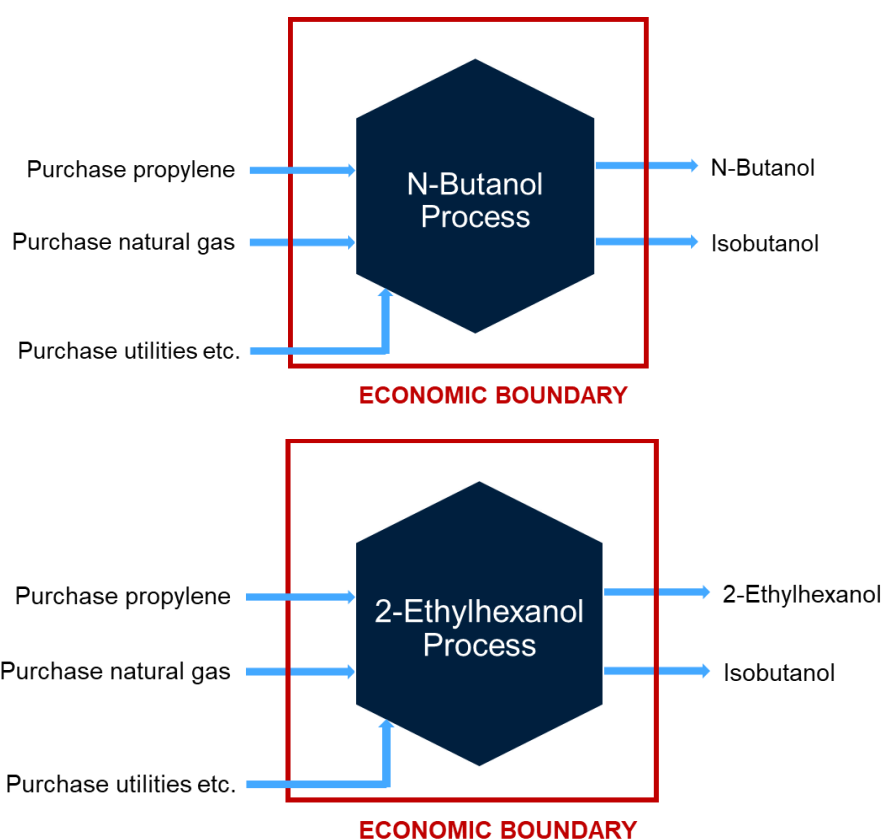 Purchase propylene
N-Butanol
Process
N-Butanol
Purchase natural gas
Isobutanol
Purchase utilities etc.
ECONOMIC BOUNDARY
Purchase propylene
2-Ethylhexanol
Process
2-Ethylhexanol
Purchase natural gas
Isobutanol
Purchase utilities etc.
ECONOMIC BOUNDARY